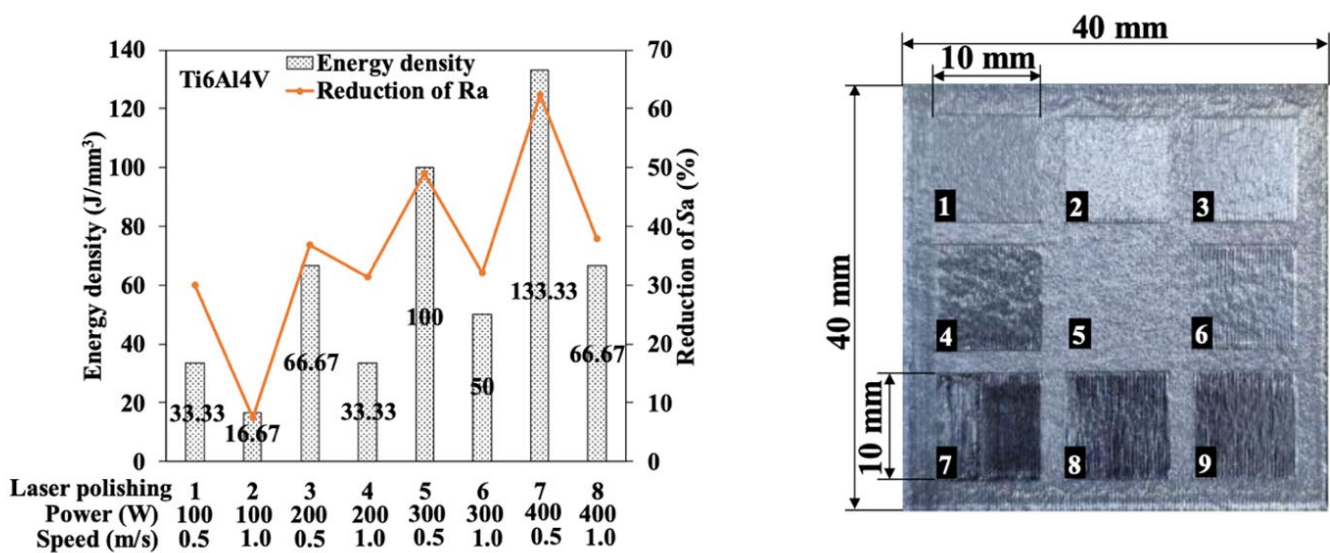 140
120
100
80
60
40
20
0
Energy density (J/mm³)
Ti6Al4V
Energy density
Reduction of Ra
33.33
16.67
66.67
33.33
100
50
133.33
66.67
70
60
50
40
30
20
10
0
Reduction of Sa (%)
Laser polishing 1 2 3 4 5 6 7 8
Power (W) 100 100 200 200 300 300 400 400
Speed (m/s) 0.5 1.0 0.5 1.0 0.5 1.0 0.5 1.0
40 mm
10 mm
40 mm
10 mm
1 2 3
4 5 6
7 8 9